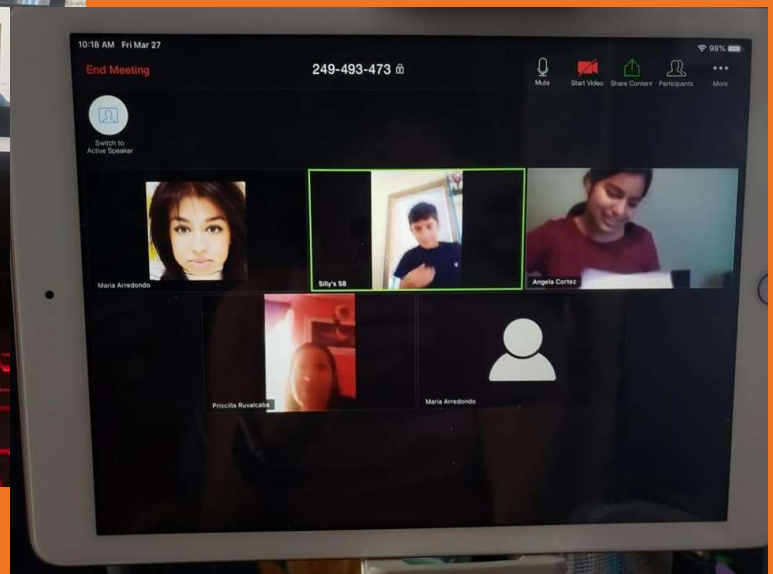 10:18 AM Fri Mar 27
98%
End Meeting
249-493-473
Mute
Start Video
Share Content
Participants
More
Switch to
Active Speaker
Maria Arredondo
Silly's S8
Angela Cortez
Priscilla Ruvalcaba
Maria Arredondo